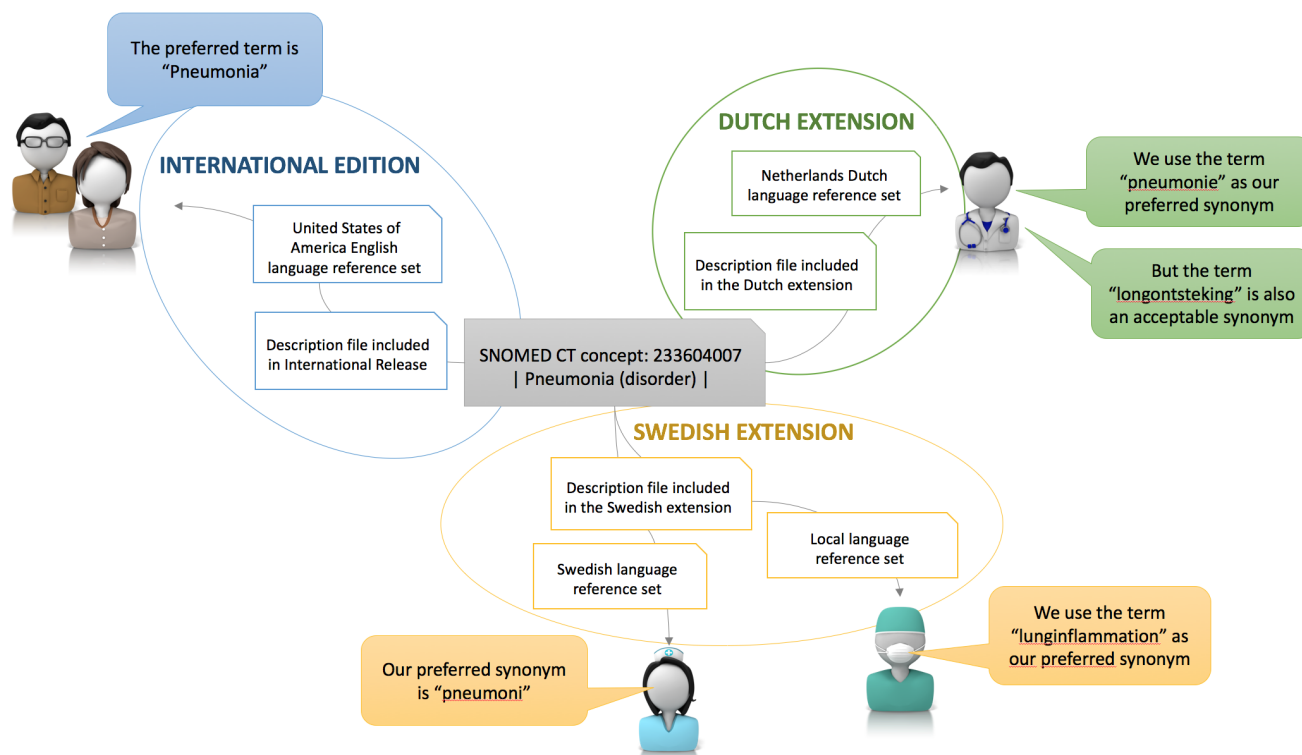 The preferred term is
“Pneumonia”
INTERNATIONAL EDITION
United States of
America English
language reference set
Description file included
in International Release
DUTCH EXTENSION
Netherlands Dutch
language reference set
Description file included
in the Dutch extension
We use the term
“pneumonie” as our
preferred synonym
But the term
“longontsteking” is also
an acceptable synonym
SNOMED CT concept: 233604007
| Pneumonia (disorder) |
SWEDISH EXTENSION
Description file included
in the Swedish extension
Local language
reference set
Swedish language
reference set
We use the term
“lunginflammation” as
our preferred synonym
Our preferred synonym
is “pneumoni”